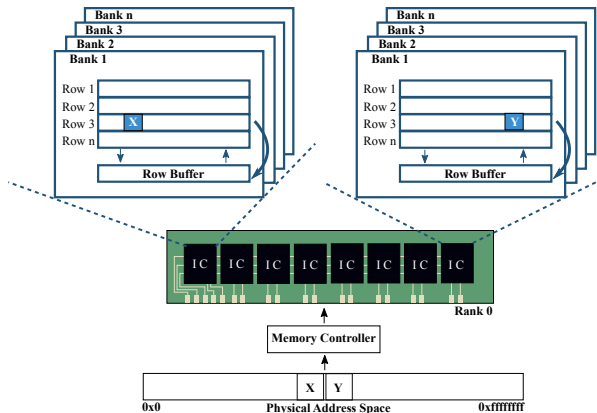 Bank n
Bank 3
Bank 2
Bank 1
Row 1
Row 2
Row 3
X
Row n
Row Buffer
Bank n
Bank 3
Bank 2
Bank 1
Row 1
Row 2
Row 3
Y
Row n
Row Buffer
I C I C I C I C I C I C I C I C
Rank 0
Memory Controller
X Y
0x0 Physical Address Space 0xffffffff